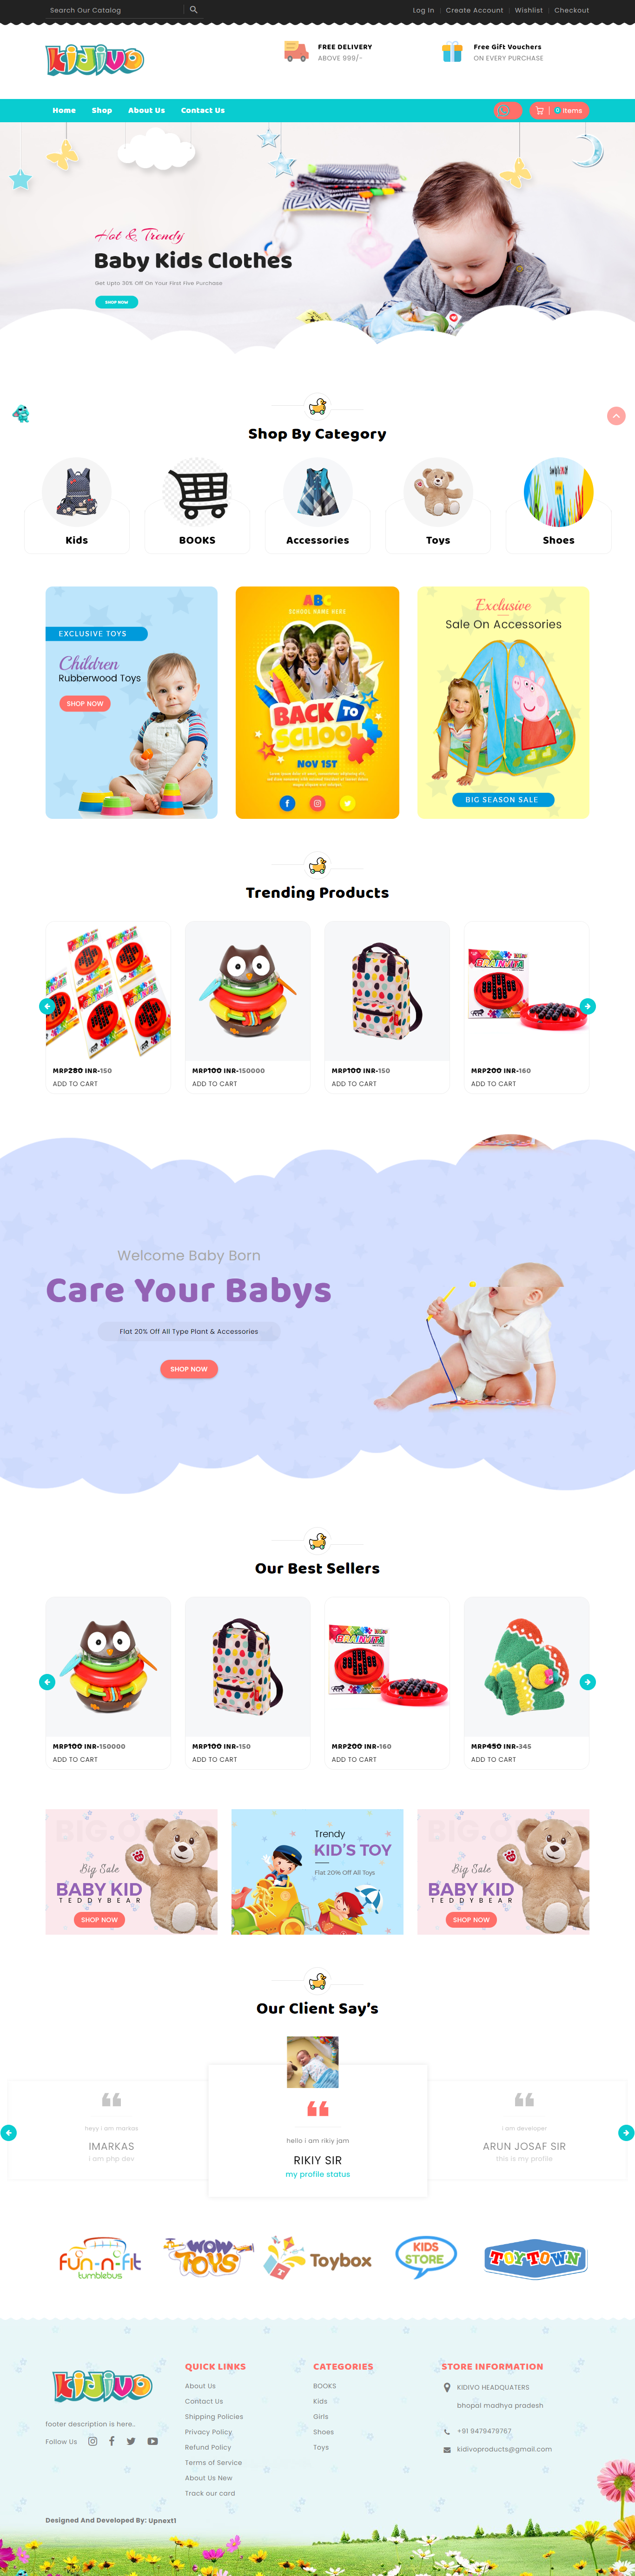 Search Our Catalog
Log In
Create Account
Wishlist
Checkout
KIDIVO
FREE DELIVERY
ABOVE 999/-
Free Gift Vouchers
ON EVERY PURCHASE
Home
Shop
About Us
Contact Us
0 items
Hot & Trendy
Baby Kids Clothes
Get Upto 30% Off On Your First Five Purchase
SHOP NOW
Shop By Category
Kids
BOOKS
Accessories
Toys
Shoes
EXCLUSIVE TOYS
Children
Rubberwood Toys
SHOP NOW
ABC
SCHOOL NAME HERE
BACK TO
SCHOOL
NOV 1ST
Exclusive
Sale On Accessories
BIG SEASON SALE
Trending Products
MRP280 INR-150
ADD TO CART
MRP100 INR-150000
ADD TO CART
MRP100 INR-150
ADD TO CART
BRAINVITA
MRP200 INR-160
ADD TO CART
Welcome Baby Born
Care Your Babys
Flat 20% Off All Type Plant & Accessories
SHOP NOW
Our Best Sellers
MRP100 INR-150000
ADD TO CART
MRP100 INR-150
ADD TO CART
BRAINVITA
MRP200 INR-160
ADD TO CART
MRP450 INR-345
ADD TO CART
Big Sale
BABY KID
TEDDYBEAR
SHOP NOW
Trendy
KID'S TOY
Flat 20% Off All Toys
Big Sale
BABY KID
TEDDYBEAR
SHOP NOW
Our Client Say's
heyy i am markas
IMARKAS
i am php dev
hello i am rikiy jam
RIKIY SIR
my profile status
i am developer
ARUN JOSAF SIR
this is my profile
fun-n-fit
tumblebus
WOW
TOYS
Toybox
KIDS
STORE
TOYTOWN
KIDIVO
footer description is here..
Follow Us
QUICK LINKS
About Us
Contact Us
Shipping Policies
Privacy Policy
Refund Policy
Terms of Service
About Us New
Track our card
CATEGORIES
BOOKS
Kids
Girls
Shoes
Toys
STORE INFORMATION
KIDIVO HEADQUATERS
bhopal madhya pradesh
+91 9479479767
kidivoproducts@gmail.com
Designed And Developed By: Upnext1